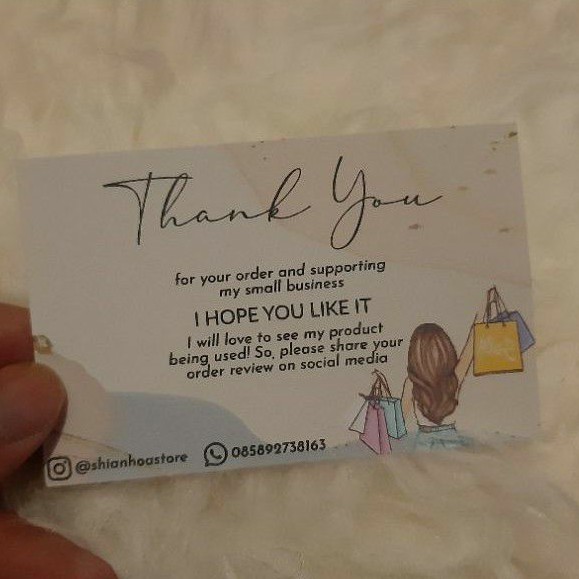 Thank You
for your order and supporting
my small business
I HOPE YOU LIKE IT
I will love to see my product
being used! So, please share your
order review on social media
@shianhoastore 085892738163